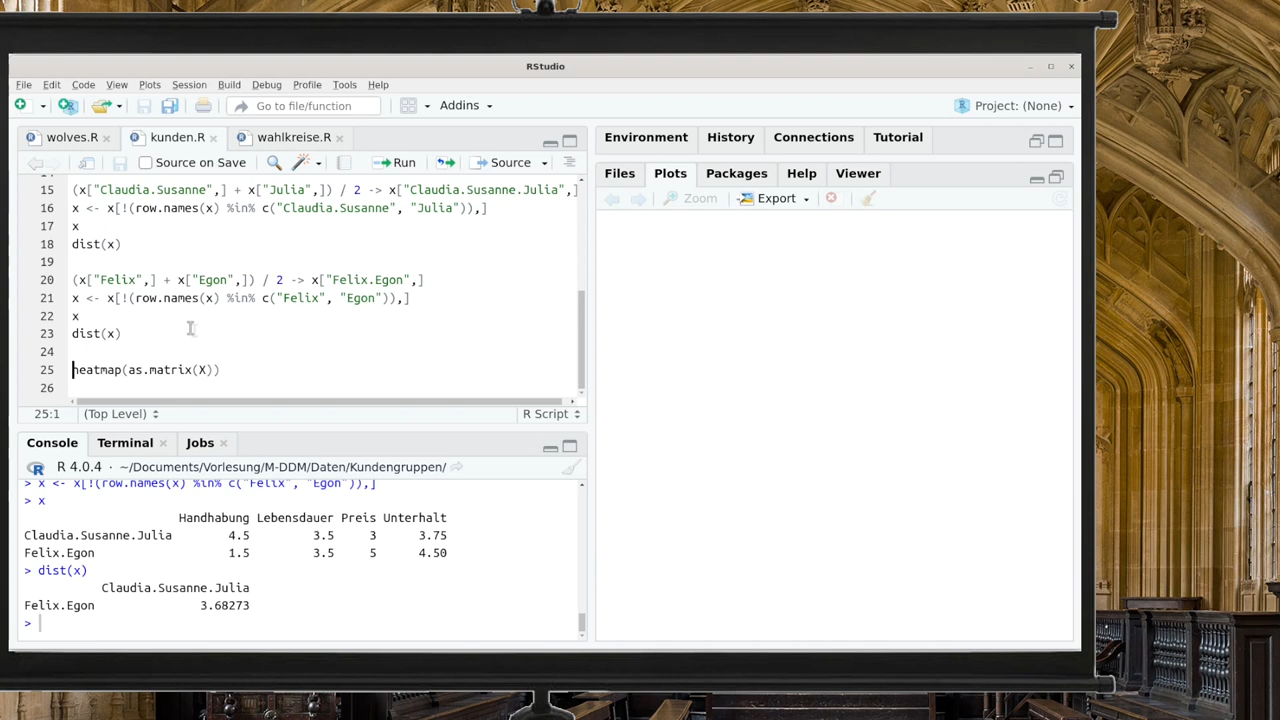 RStudio
File Edit Code View Plots Session Build Debug Profile Tools Help
Go to file/function Addins Project: (None)
wolves.R kunden.R wahlkreise.R
Source on Save Run Source
15 (x["Claudia.Susanne",] + x["Julia",]) / 2 -> x["Claudia.Susanne.Julia",]
16 x <- x[!(row.names(x) %in% c("Claudia.Susanne", "Julia")),]
17 x
18 dist(x)
19
20 (x["Felix",] + x["Egon",]) / 2 -> x["Felix.Egon",]
21 x <- x[!(row.names(x) %in% c("Felix", "Egon")),]
22 x
23 dist(x)
24
25 heatmap(as.matrix(X))
26
25:1 (Top Level) R Script
Console Terminal Jobs
R 4.0.4 · ~/Documents/Vorlesung/M-DDM/Daten/Kundengruppen/
> x <- x[!(row.names(x) %in% c("Felix", "Egon")),]
> x
Handhabung Lebensdauer Preis Unterhalt
Claudia.Susanne.Julia 4.5 3.5 3 3.75
Felix.Egon 1.5 3.5 5 4.50
> dist(x)
Claudia.Susanne.Julia
Felix.Egon 3.68273
>
Environment History Connections Tutorial
Files Plots Packages Help Viewer
Zoom Export